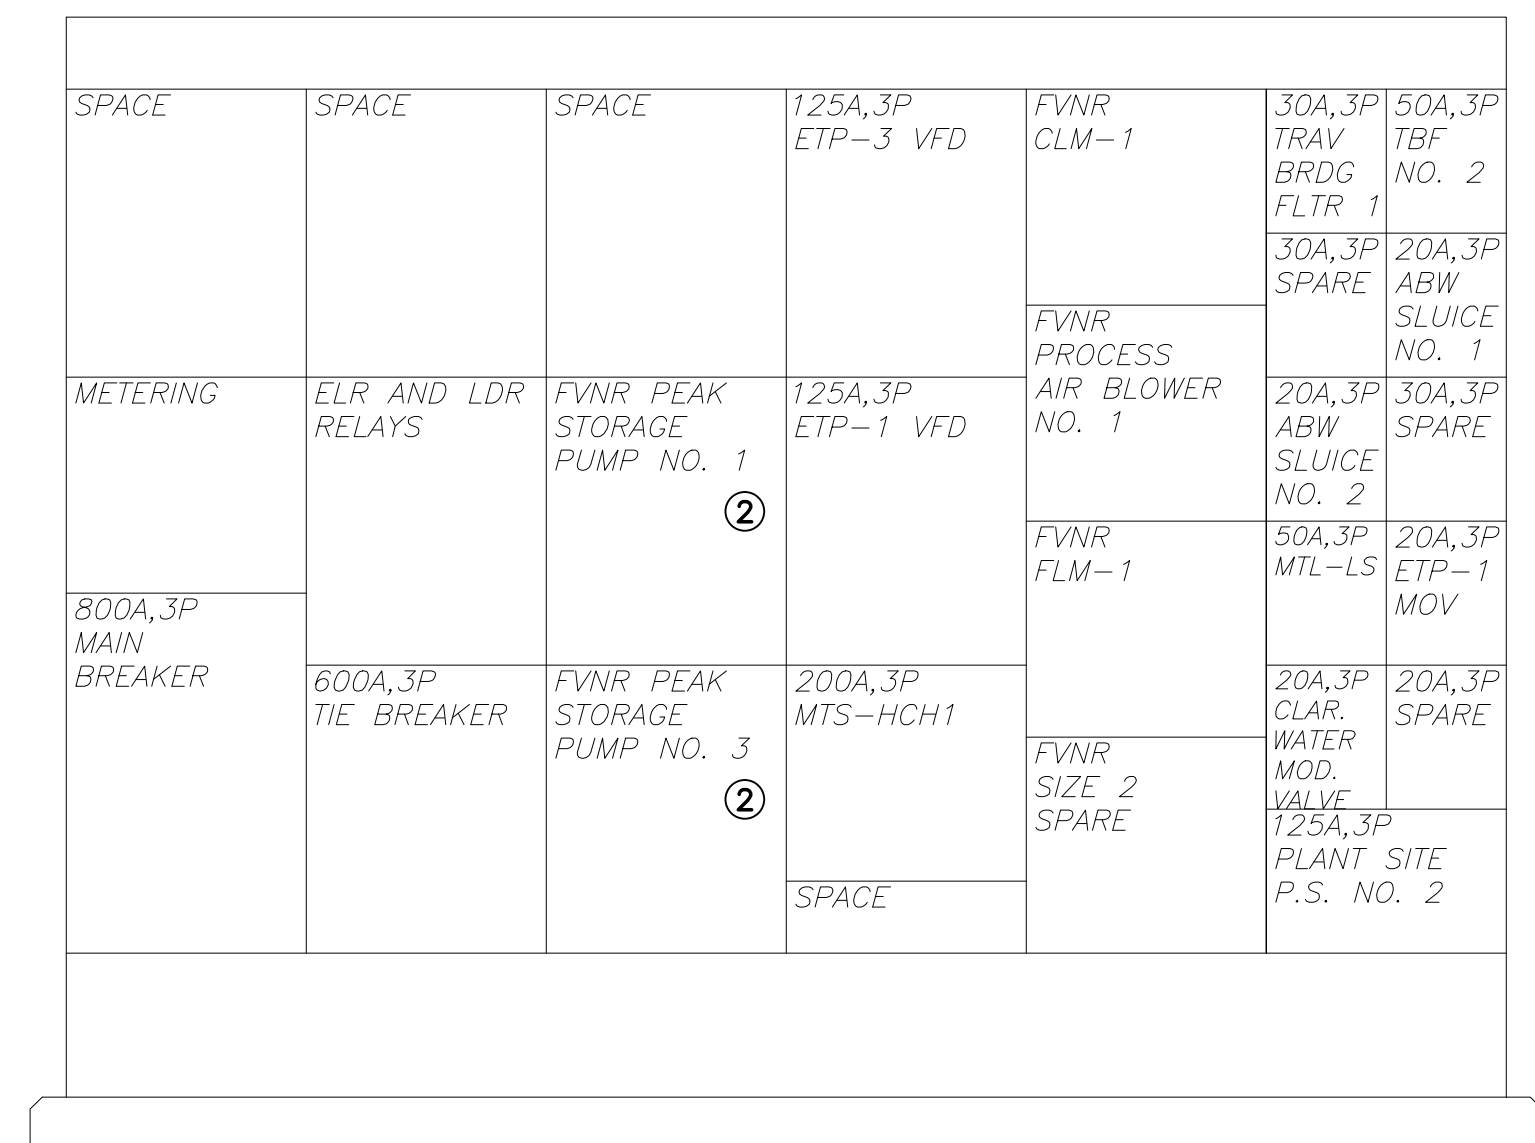 SPACE
METERING
800A,3P
MAIN
BREAKER
SPACE
ELR AND LDR
RELAYS
600A,3P
TIE BREAKER
SPACE
FVNR PEAK
STORAGE
PUMP NO. 1
2
FVNR PEAK
STORAGE
PUMP NO. 3
2
125A,3P
ETP-3 VFD
125A,3P
ETP-1 VFD
200A,3P
MTS-HCH1
SPACE
FVNR
CLM-1
FVNR
PROCESS
AIR BLOWER
NO. 1
FVNR
FLM-1
FVNR
SIZE 2
SPARE
30A,3P
TRAV
BRDG
FLTR 1
30A,3P
SPARE
20A,3P
ABW
SLUICE
NO. 2
50A,3P
MTL-LS
20A,3P
CLAR.
WATER
MOD.
VALVE
50A,3P
TBF
NO. 2
20A,3P
ABW
SLUICE
NO. 1
30A,3P
SPARE
20A,3P
ETP-1
MOV
20A,3P
SPARE
125A,3P
PLANT SITE
P.S. NO. 2